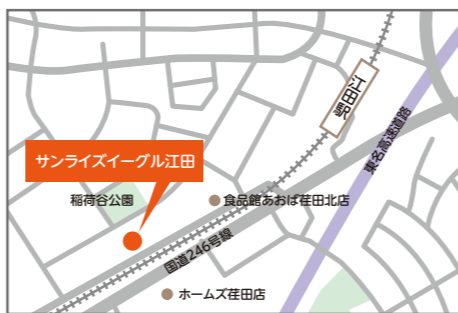 江田駅
東名高速道路
サンライズイーグル江田
稲荷谷公園
食品館あおば荏田北店
国道246号線
ホームズ荏田店